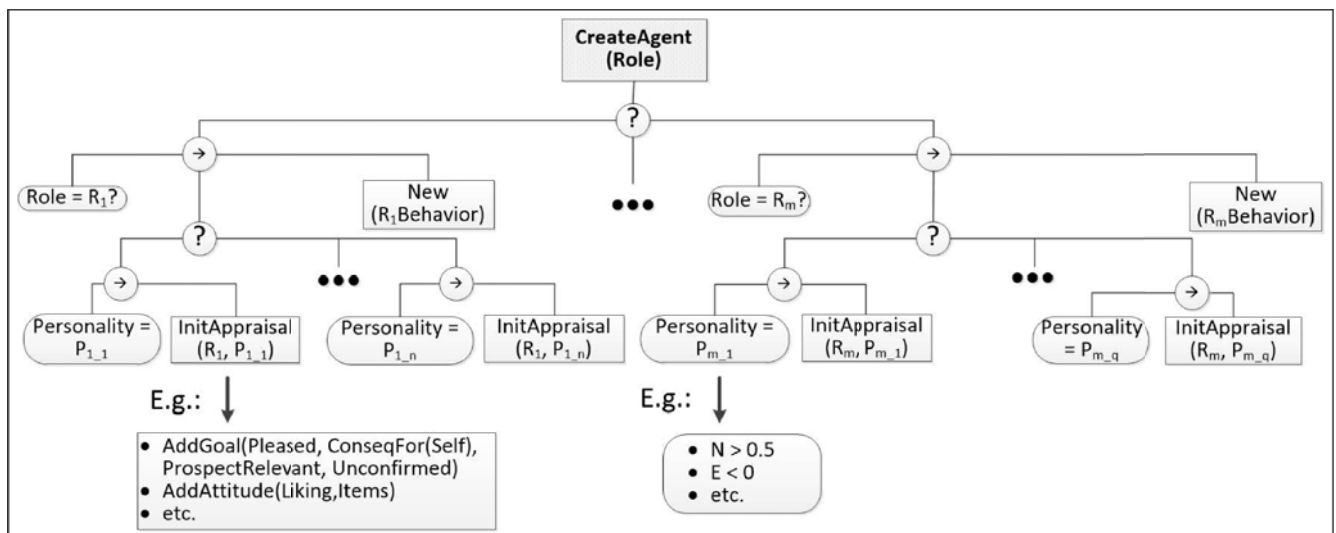 CreateAgent
(Role)
?
→
→
Role = R₁?
New
(R₁Behavior)
●●●
Role = Rₘ?
New
(RₘBehavior)
?
?
→
●●●
→
→
●●●
→
Personality =
P₁_₁
InitAppraisal
(R₁, P₁_₁)
Personality =
P₁_ₙ
InitAppraisal
(R₁, P₁_ₙ)
Personality =
Pₘ_₁
InitAppraisal
(Rₘ, Pₘ_₁)
Personality
= Pₘ_q
InitAppraisal
(Rₘ, Pₘ_q)
E.g.:
● AddGoal(Pleased, ConseqFor(Self),
ProspectRelevant, Unconfirmed)
● AddAttitude(Liking,Items)
● etc.
E.g.:
● N > 0.5
● E < 0
● etc.